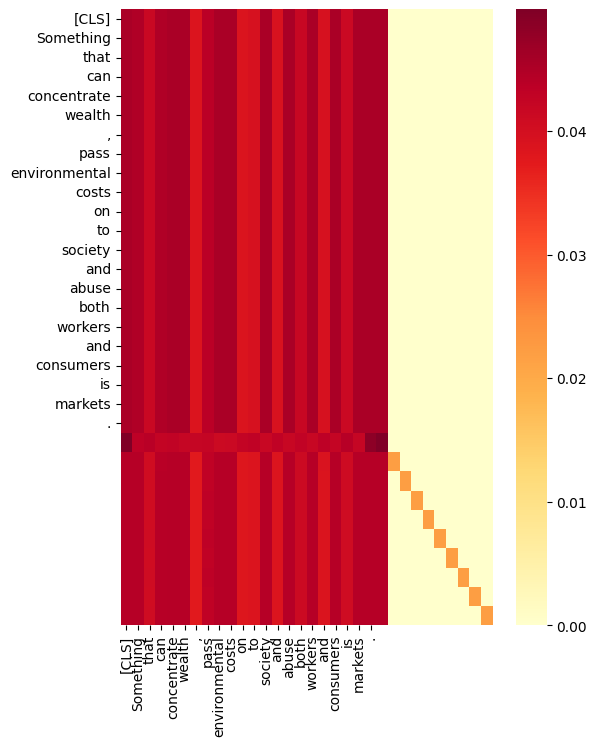 [CLS]
Something
that
can
concentrate
wealth
,
pass
environmental
costs
on
to
society
and
abuse
both
workers
and
consumers
is
markets
.
0.04
0.03
0.02
0.01
0.00
[CLS]
Something
that
can
concentrate
wealth
,
pass
environmental
costs
on
to
society
and
abuse
both
workers
and
consumers
is
markets
.